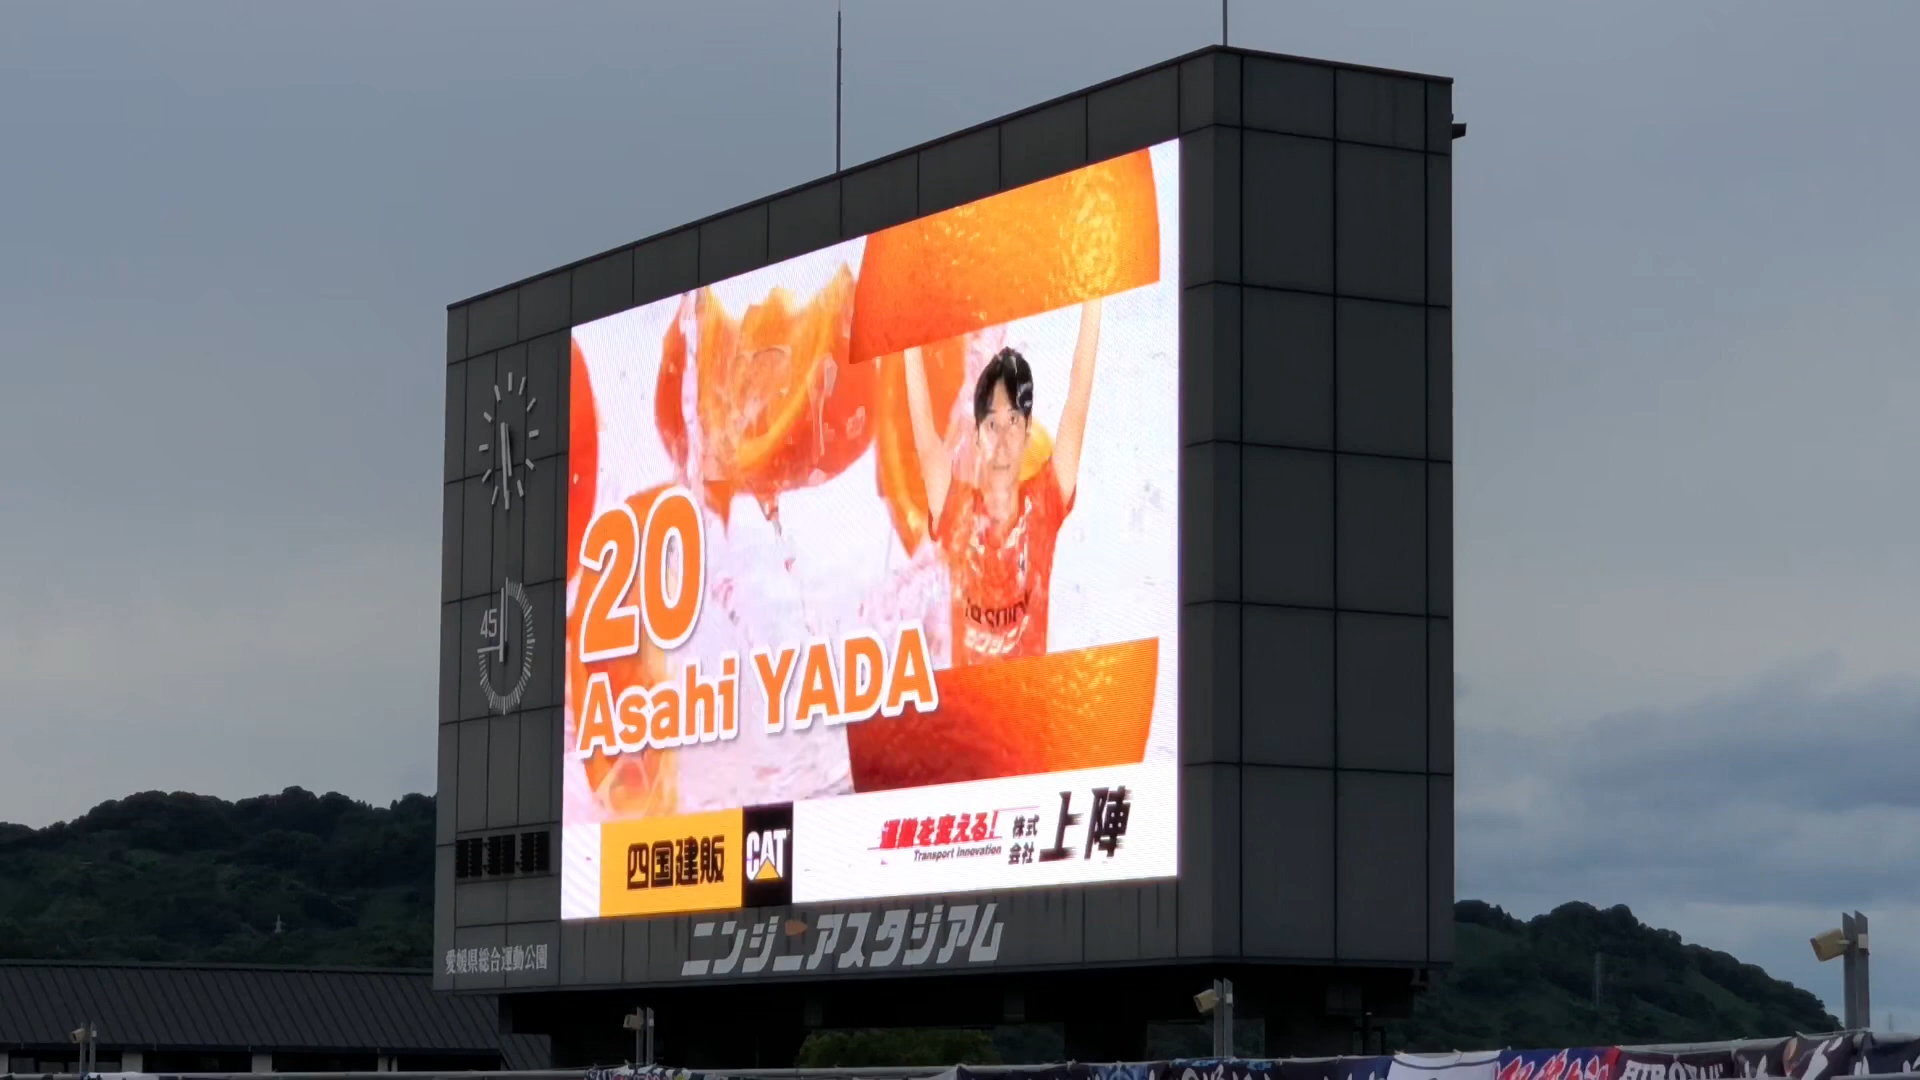 45
20
Asahi YADA
四国建販
CAT
運搬を変える!
Transport Innovation
株式
会社
上陣
ニンジニアスタジアム
愛媛県総合運動公園